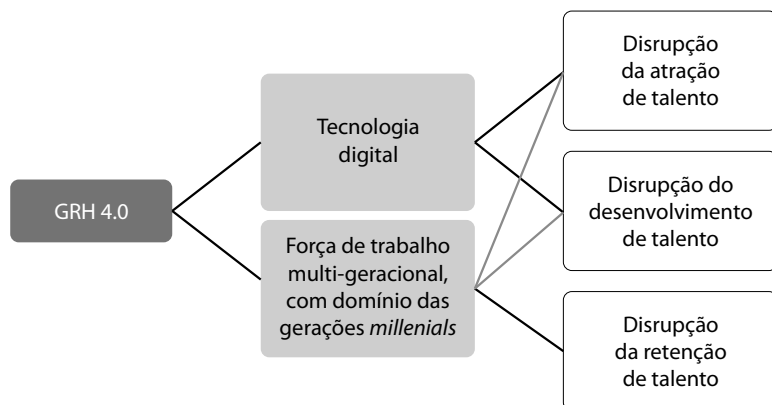 GRH 4.0
Tecnologia
digital
Força de trabalho
multi-geracional,
com domínio das
gerações millenials
Disrupção
da atração
de talento
Disrupção do
desenvolvimento
de talento
Disrupção
da retenção
de talento